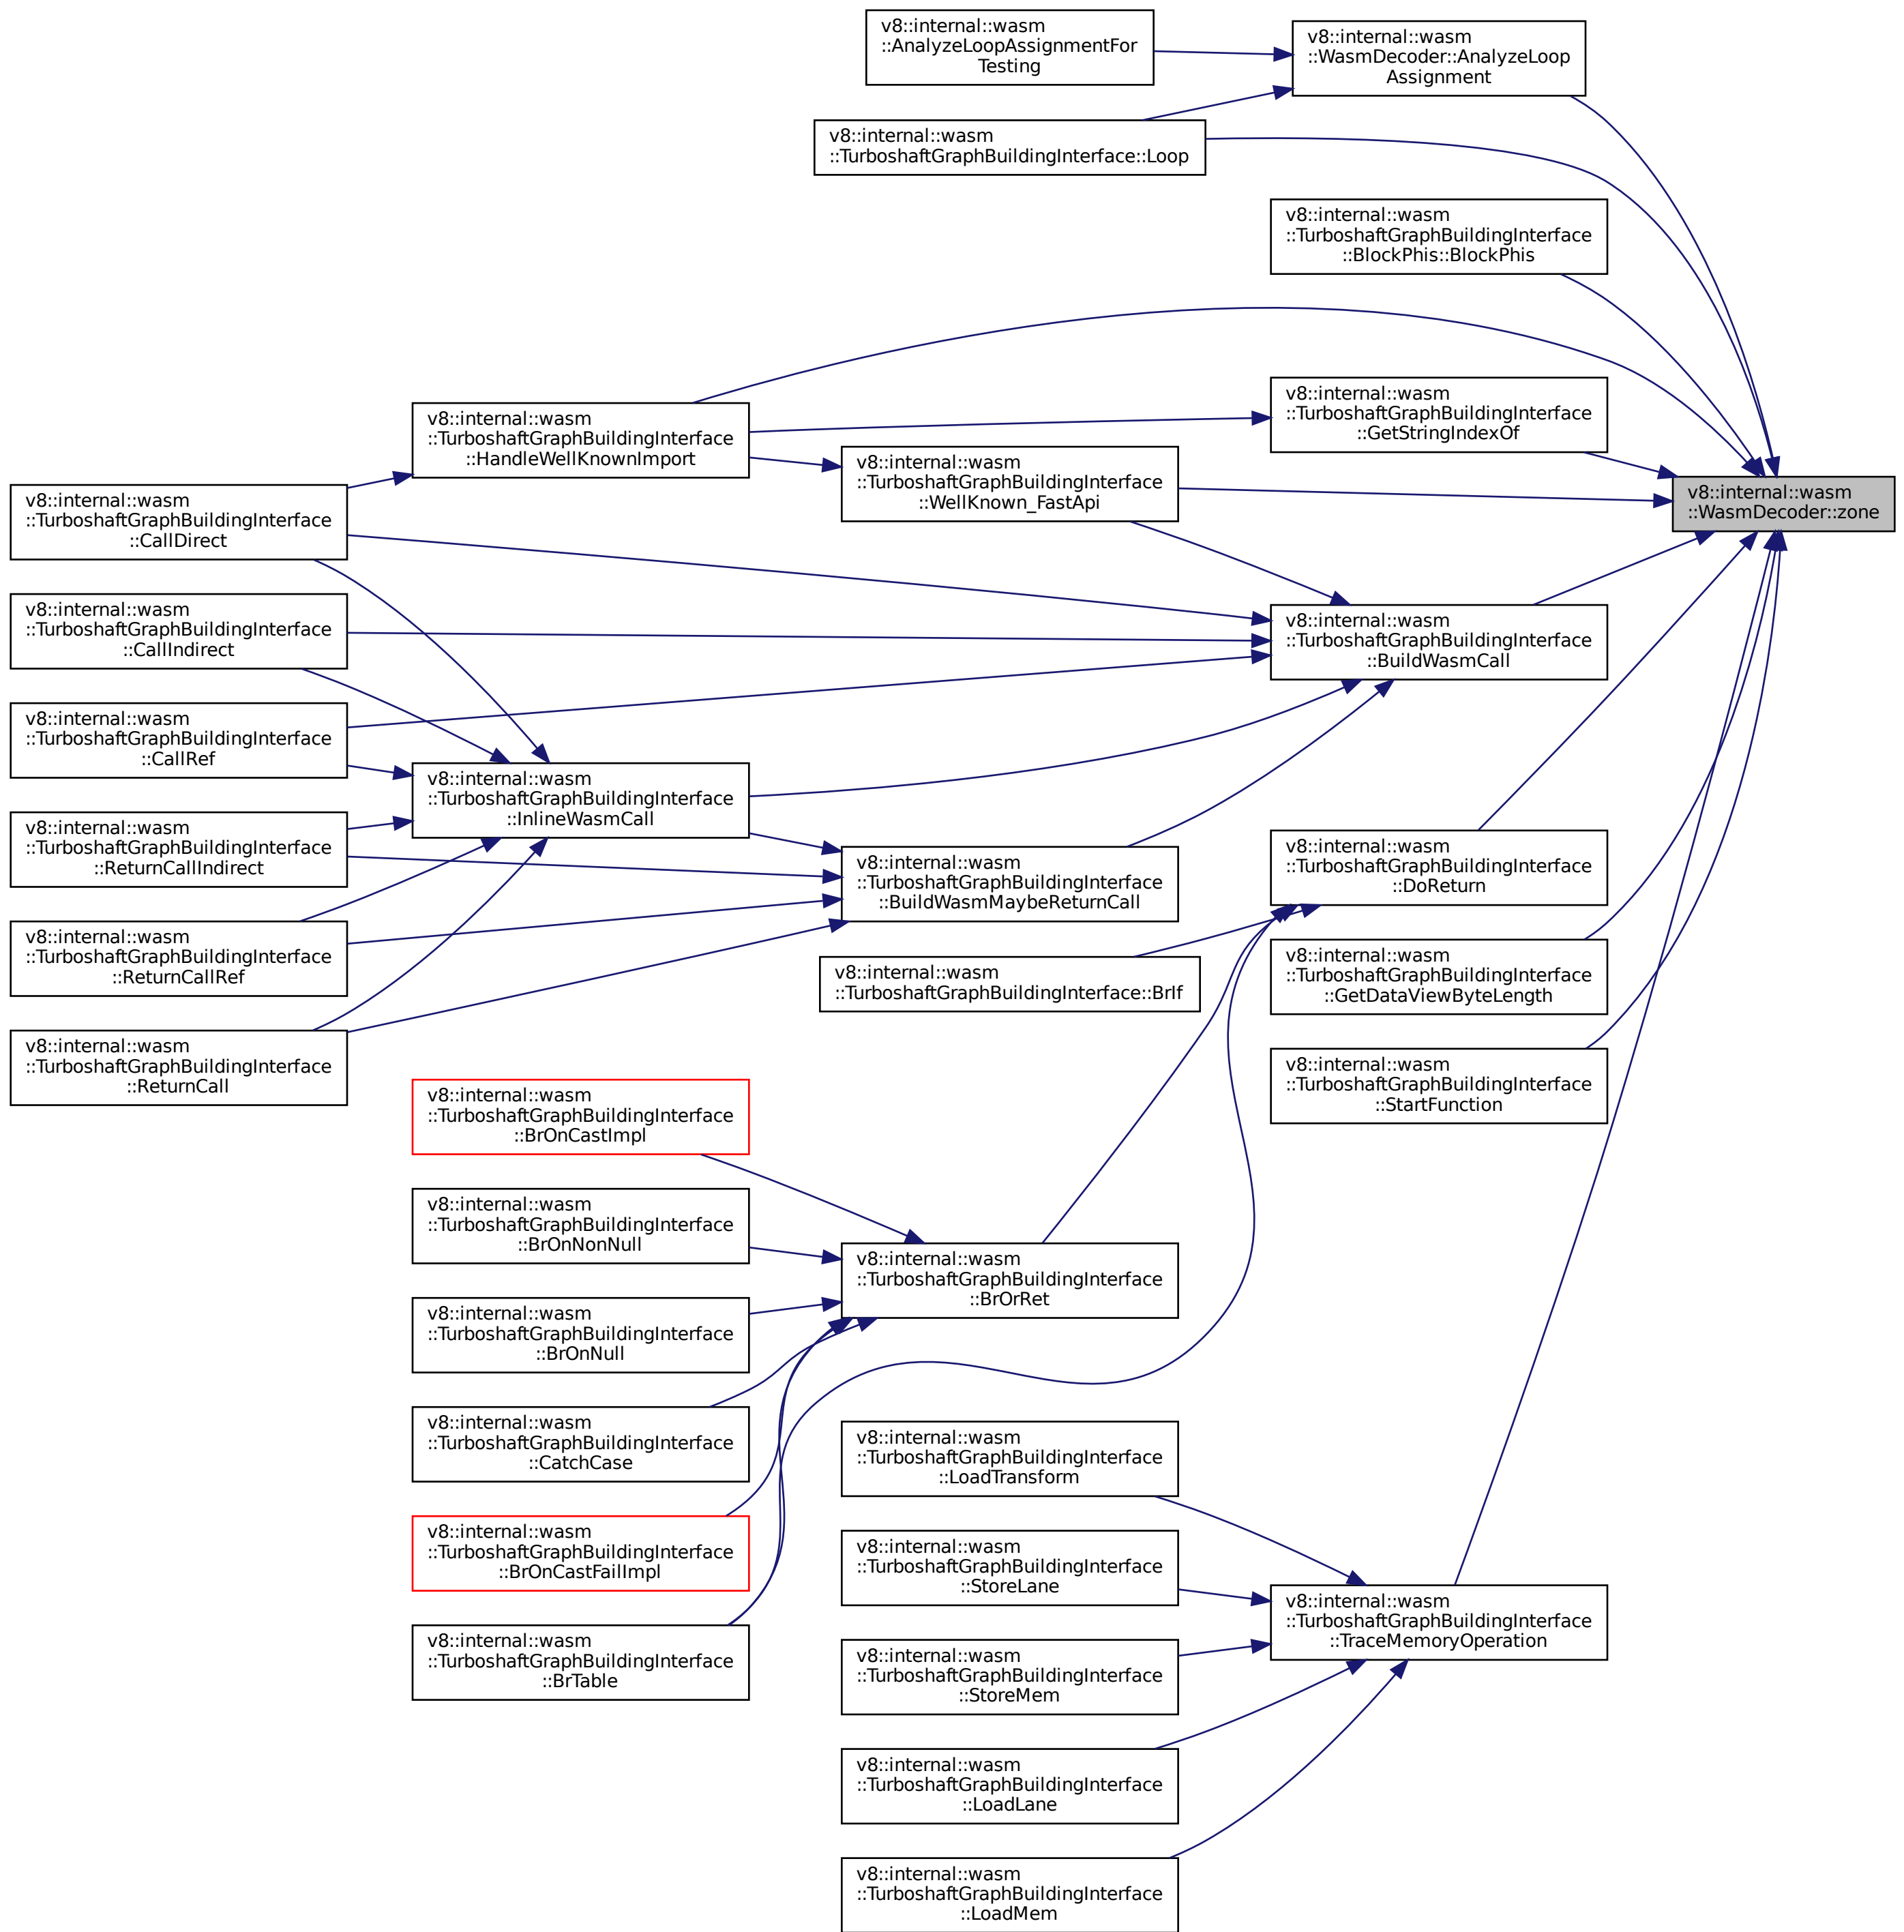 v8::internal::wasm
::AnalyzeLoopAssignmentFor
Testing
v8::internal::wasm
::WasmDecoder::AnalyzeLoop
Assignment
v8::internal::wasm
::TurboshaftGraphBuildingInterface::Loop
v8::internal::wasm
::TurboshaftGraphBuildingInterface
::BlockPhis::BlockPhis
v8::internal::wasm
::TurboshaftGraphBuildingInterface
::GetStringIndexOf
v8::internal::wasm
::TurboshaftGraphBuildingInterface
::HandleWellKnownImport
v8::internal::wasm
::TurboshaftGraphBuildingInterface
::WellKnown_FastApi
v8::internal::wasm
::WasmDecoder::zone
v8::internal::wasm
::TurboshaftGraphBuildingInterface
::CallDirect
v8::internal::wasm
::TurboshaftGraphBuildingInterface
::CallIndirect
v8::internal::wasm
::TurboshaftGraphBuildingInterface
::BuildWasmCall
v8::internal::wasm
::TurboshaftGraphBuildingInterface
::CallRef
v8::internal::wasm
::TurboshaftGraphBuildingInterface
::InlineWasmCall
v8::internal::wasm
::TurboshaftGraphBuildingInterface
::ReturnCallIndirect
v8::internal::wasm
::TurboshaftGraphBuildingInterface
::BuildWasmMaybeReturnCall
v8::internal::wasm
::TurboshaftGraphBuildingInterface
::DoReturn
v8::internal::wasm
::TurboshaftGraphBuildingInterface
::ReturnCallRef
v8::internal::wasm
::TurboshaftGraphBuildingInterface::BrIf
v8::internal::wasm
::TurboshaftGraphBuildingInterface
::GetDataViewByteLength
v8::internal::wasm
::TurboshaftGraphBuildingInterface
::ReturnCall
v8::internal::wasm
::TurboshaftGraphBuildingInterface
::StartFunction
v8::internal::wasm
::TurboshaftGraphBuildingInterface
::BrOnCastImpl
v8::internal::wasm
::TurboshaftGraphBuildingInterface
::BrOnNonNull
v8::internal::wasm
::TurboshaftGraphBuildingInterface
::BrOrRet
v8::internal::wasm
::TurboshaftGraphBuildingInterface
::BrOnNull
v8::internal::wasm
::TurboshaftGraphBuildingInterface
::CatchCase
v8::internal::wasm
::TurboshaftGraphBuildingInterface
::LoadTransform
v8::internal::wasm
::TurboshaftGraphBuildingInterface
::BrOnCastFailImpl
v8::internal::wasm
::TurboshaftGraphBuildingInterface
::StoreLane
v8::internal::wasm
::TurboshaftGraphBuildingInterface
::TraceMemoryOperation
v8::internal::wasm
::TurboshaftGraphBuildingInterface
::BrTable
v8::internal::wasm
::TurboshaftGraphBuildingInterface
::StoreMem
v8::internal::wasm
::TurboshaftGraphBuildingInterface
::LoadLane
v8::internal::wasm
::TurboshaftGraphBuildingInterface
::LoadMem